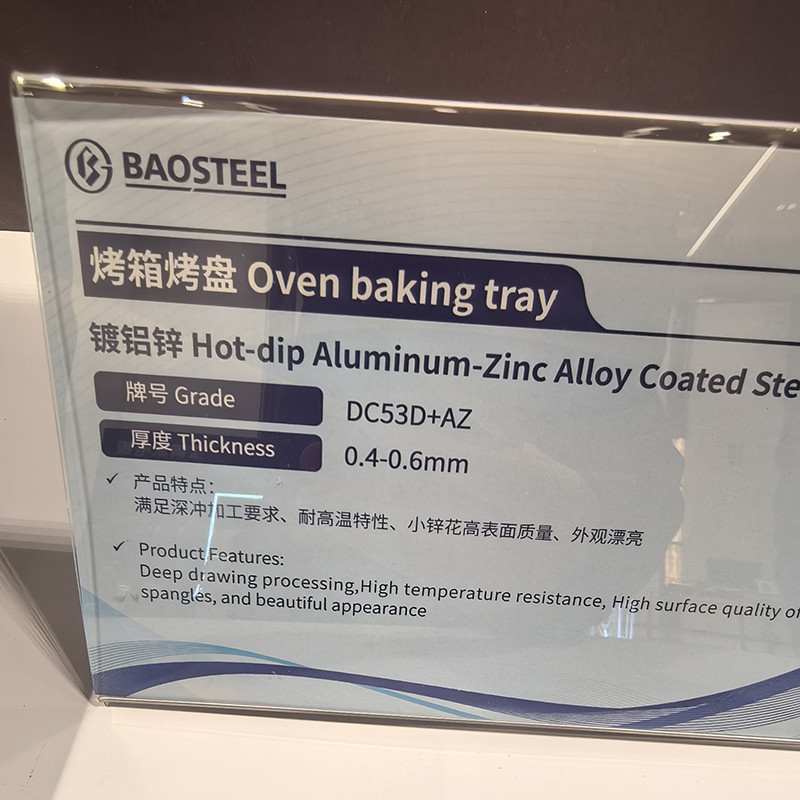 BAOSTEEL
烤箱烤盘 Oven baking tray
镀铝锌 Hot-dip Aluminum-Zinc Alloy Coated Ste
牌号 Grade
DC53D+AZ
厚度 Thickness
0.4-0.6mm
✓ 产品特点：
满足深冲加工要求、耐高温特性、小锌花高表面质量、外观漂亮
✓ Product Features:
Deep drawing processing,High temperature resistance, High surface quality of
spangles, and beautiful appearance